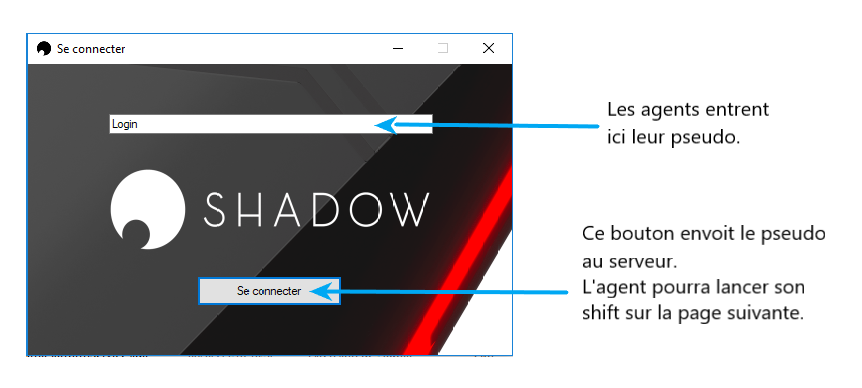 Se connecter
Login
Les agents entrent
ici leur pseudo.
SHADOW
Ce bouton envoit le pseudo
au serveur.
L'agent pourra lancer son
shift sur la page suivante.
Se connecter